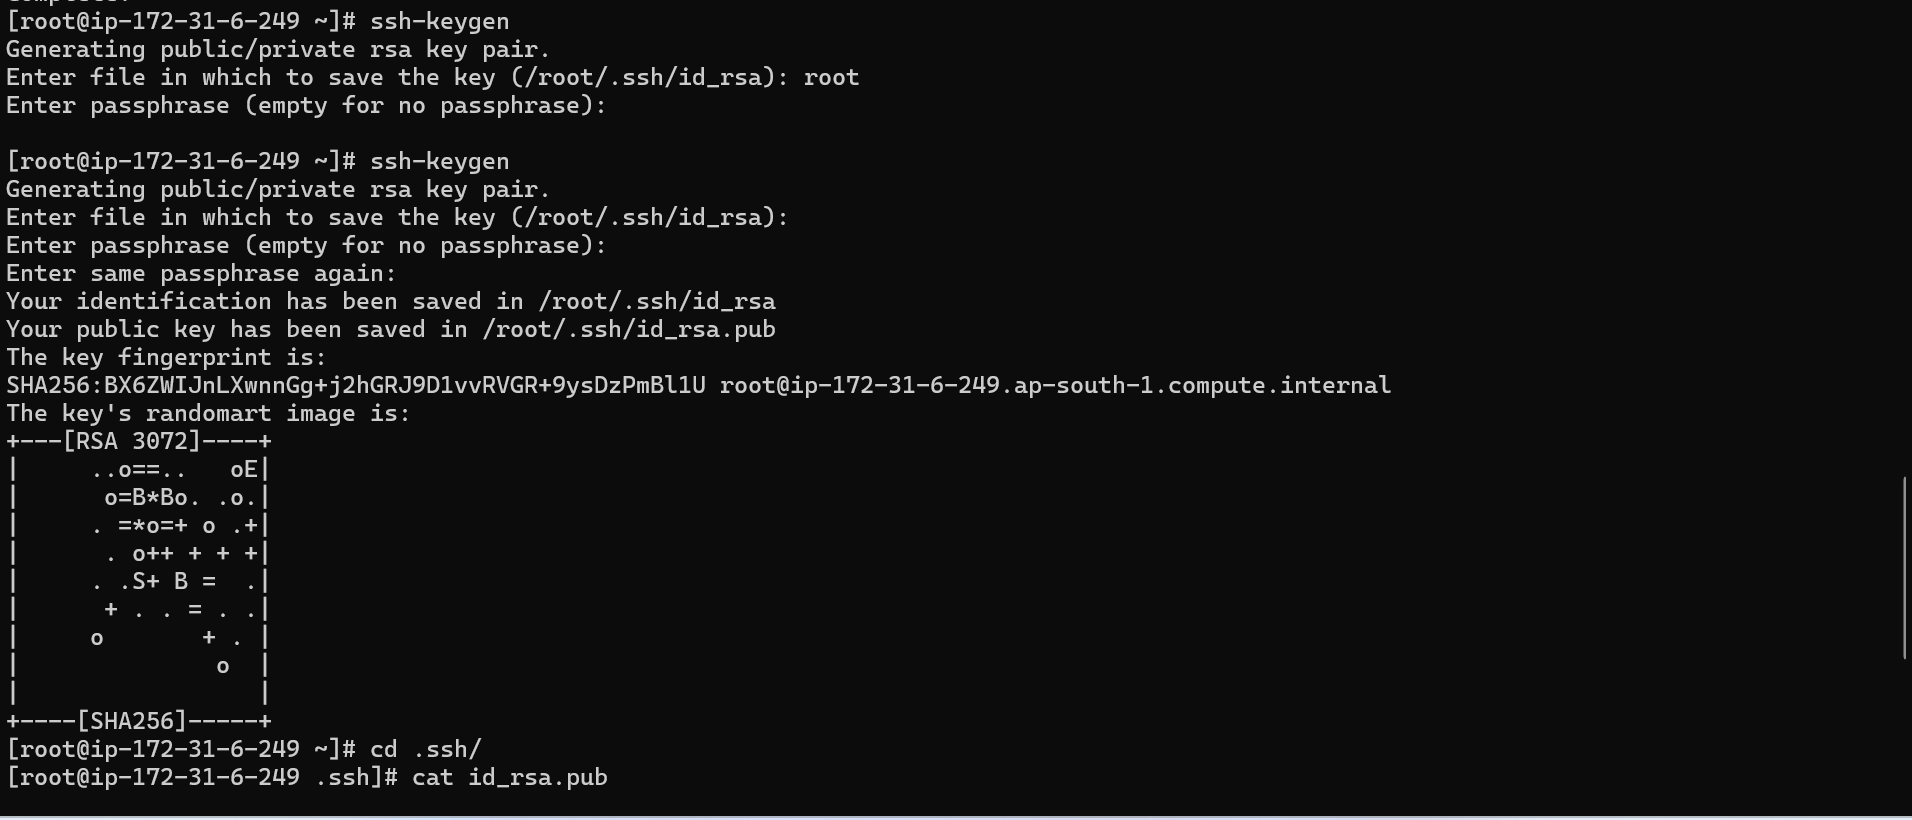 [root@ip-172-31-6-249 ~]# ssh-keygen
Generating public/private rsa key pair.
Enter file in which to save the key (/root/.ssh/id_rsa): root
Enter passphrase (empty for no passphrase):

[root@ip-172-31-6-249 ~]# ssh-keygen
Generating public/private rsa key pair.
Enter file in which to save the key (/root/.ssh/id_rsa):
Enter passphrase (empty for no passphrase):
Enter same passphrase again:
Your identification has been saved in /root/.ssh/id_rsa
Your public key has been saved in /root/.ssh/id_rsa.pub
The key fingerprint is:
SHA256:BX6ZWIJnLXwnnGg+j2hGRJ9D1vvRVGR+9ysDzPmBl1U root@ip-172-31-6-249.ap-south-1.compute.internal
The key's randomart image is:
+---[RSA 3072]----+
|     ..o==..   oE|
|      o=B*Bo. .o.|
|     . =*o=+ o .+|
|      . o++ + + +|
|     . .S+ B =  .|
|      + . . = . .|
|     o       + . |
|              o  |
|                 |
+----[SHA256]-----+
[root@ip-172-31-6-249 ~]# cd .ssh/
[root@ip-172-31-6-249 .ssh]# cat id_rsa.pub